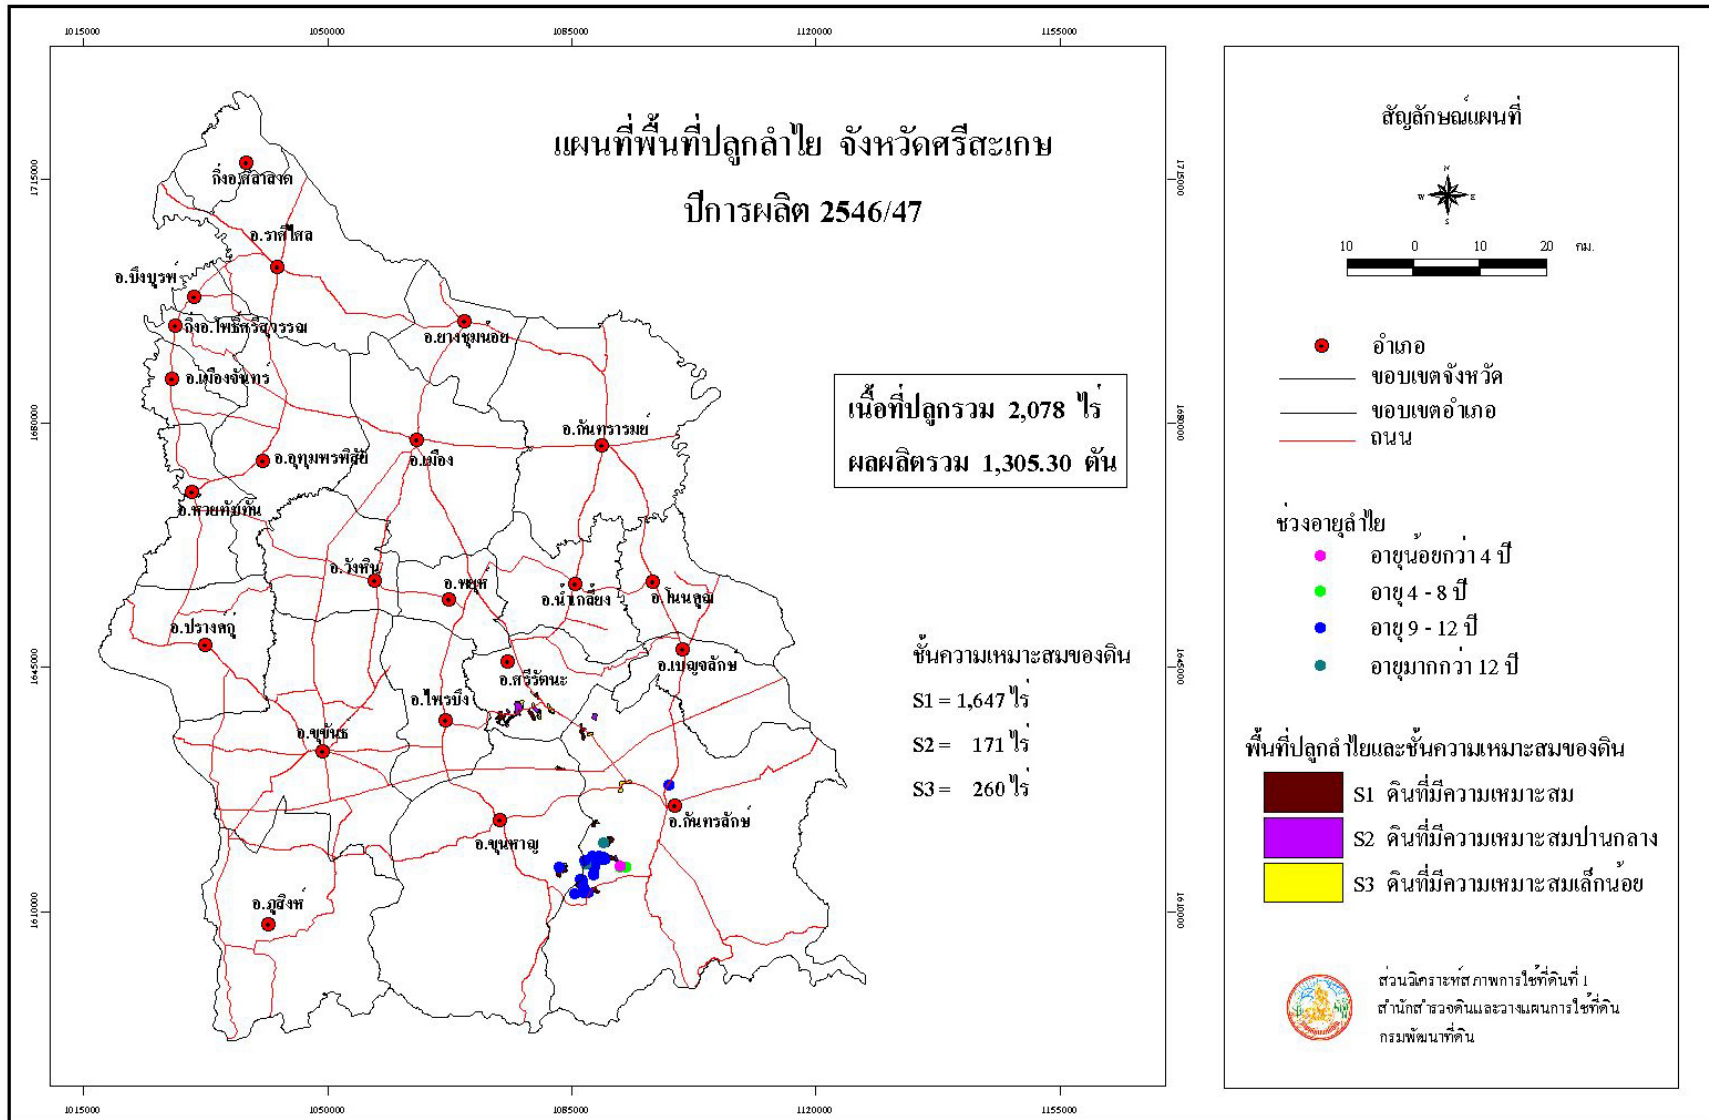 1015000 1050000 1085000 1120000 1155000
แผนที่พื้นที่ปลูกลำไย จังหวัดศรีสะเกษ
ปีการผลิต 2546/47
1715000
1680000
1645000
1610000
กิ่งอ.ศิลาลาด
อ.ราศีไศล
อ.บึงบูรพ์
กิ่งอ.โพธิ์ศรีสุวรรณ
อ.ยางชุมน้อย
อ.เมืองจันทร์
อ.กันทรารมย์
อ.อุทุมพรพิสัย
อ.เมือง
อ.ห้วยทับทัน
อ.วังหิน
อ.พยุห
อ.น้ำเกลี้ยง
อ.โนนคูณ
อ.ปรางคกู่
อ.เบญจลักษ
อ.ศรีรัตนะ
อ.ไพรบึง
อ.ขุขันธ
อ.กันทรลักษ์
อ.ขุนหาญ
อ.ภูสิงห์
เนื้อที่ปลูกรวม 2,078 ไร่
ผลผลิตรวม 1,305.30 ตัน
ชั้นความเหมาะสมของดิน
S1 = 1,647 ไร่
S2 = 171 ไร่
S3 = 260 ไร่
1715000
1680000
1645000
1610000
1015000 1050000 1085000 1120000 1155000
สัญลักษณ์แผนที่
N
W E
S
10 0 10 20 กม.
อำเภอ
ขอบเขตจังหวัด
ขอบเขตอำเภอ
ถนน
ช่วงอายุลำไย
อายุน้อยกว่า 4 ปี
อายุ 4 - 8 ปี
อายุ 9 - 12 ปี
อายุมากกว่า 12 ปี
พื้นที่ปลูกลำไยและชั้นความเหมาะสมของดิน
S1 ดินที่มีความเหมาะสม
S2 ดินที่มีความเหมาะสมปานกลาง
S3 ดินที่มีความเหมาะสมเล็กน้อย
ส่วนวิเคราะห์สภาพการใช้ที่ดินที่ 1
สำนักสำรวจดินและวางแผนการใช้ที่ดิน
กรมพัฒนาที่ดิน